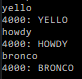 yello
4000: YELLO
howdy
4000: HOWDY
bronco
4000: BRONCO